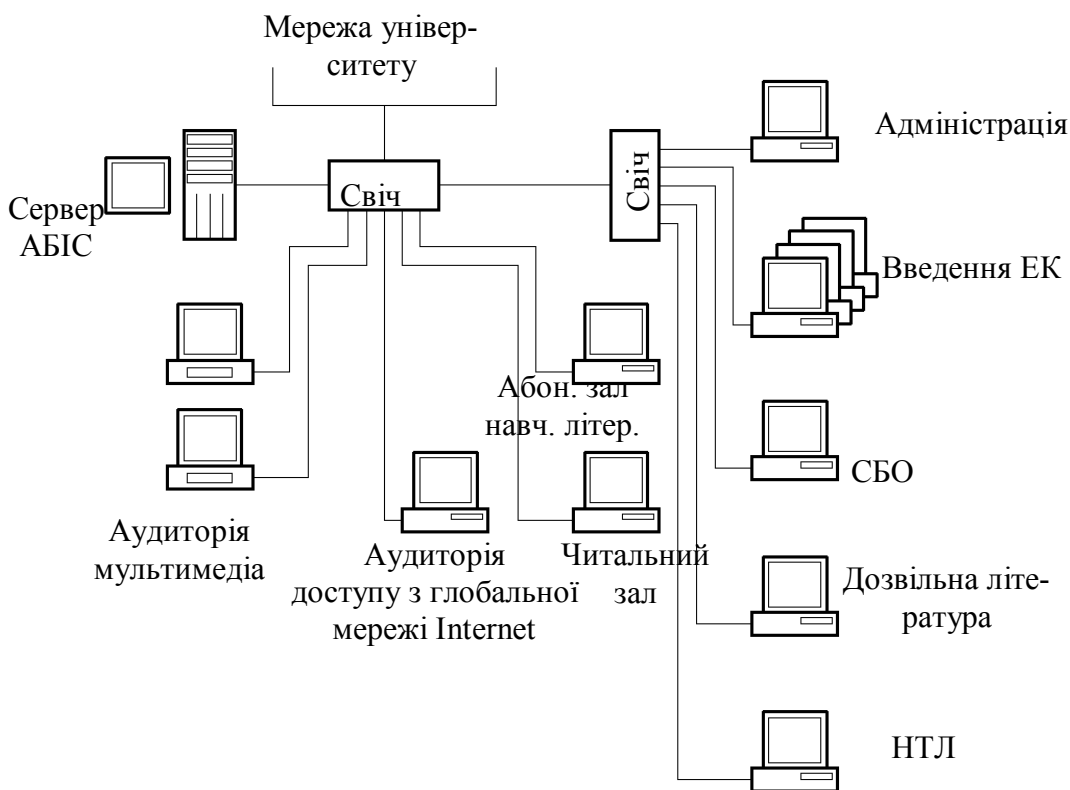 Мережа універ-
ситету
Адміністрація
Свіч
Свіч
Сервер
АБІС
Введення ЕК
Абон. зал
навч. літер.
СБО
Аудиторія
мультимедіа
Аудиторія
доступу з глобальної
мережі Internet
Читальний
зал
Дозвільна літе-
ратура
НТЛ